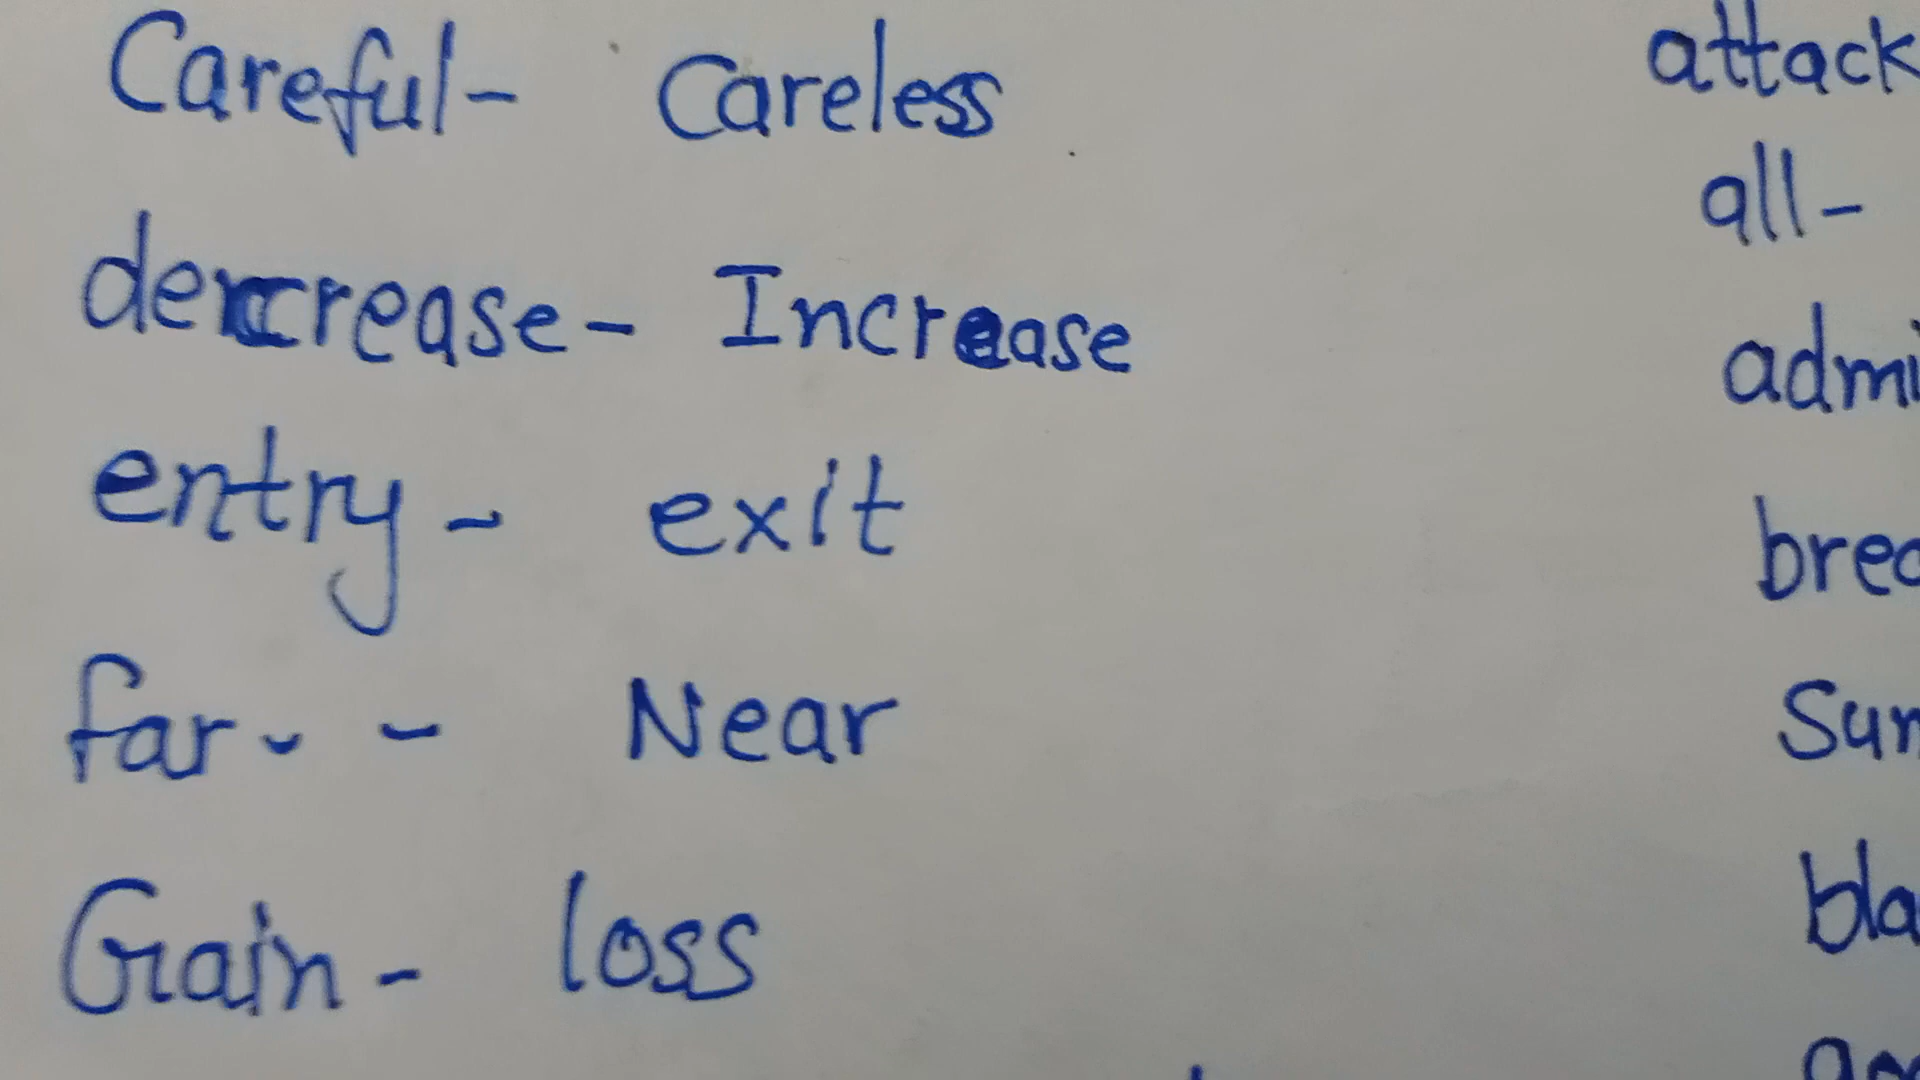 Careful- Careless
decrease- Increase
entry- exit
far- - Near
Gain- loss
attack
all-